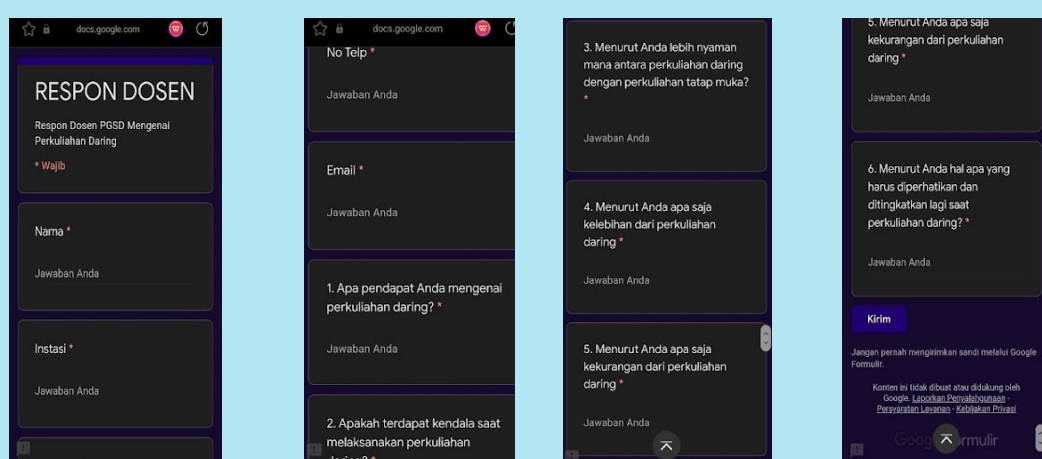 docs.google.com
RESPON DOSEN
Respon Dosen PGSD Mengenai
Perkuliahan Daring
* Wajib
Nama *
Jawaban Anda
Instasi *
Jawaban Anda
docs.google.com
No Telp *
Jawaban Anda
Email *
Jawaban Anda
1. Apa pendapat Anda mengenai
perkuliahan daring? *
Jawaban Anda
2. Apakah terdapat kendala saat
melaksanakan perkuliahan
daring? *
3. Menurut Anda lebih nyaman
mana antara perkuliahan daring
dengan perkuliahan tatap muka?
*
Jawaban Anda
4. Menurut Anda apa saja
kelebihan dari perkuliahan
daring *
Jawaban Anda
5. Menurut Anda apa saja
kekurangan dari perkuliahan
daring *
Jawaban Anda
5. Menurut Anda apa saja
kekurangan dari perkuliahan
daring *
Jawaban Anda
6. Menurut Anda hal apa yang
harus diperhatikan dan
ditingkatkan lagi saat
perkuliahan daring? *
Jawaban Anda
Kirim
Jangan pernah mengirimkan sandi melalui Google
Formulir.
Konten ini tidak dibuat atau didukung oleh
Google. Laporkan Penyalahgunaan -
Persyaratan Layanan - Kebijakan Privasi